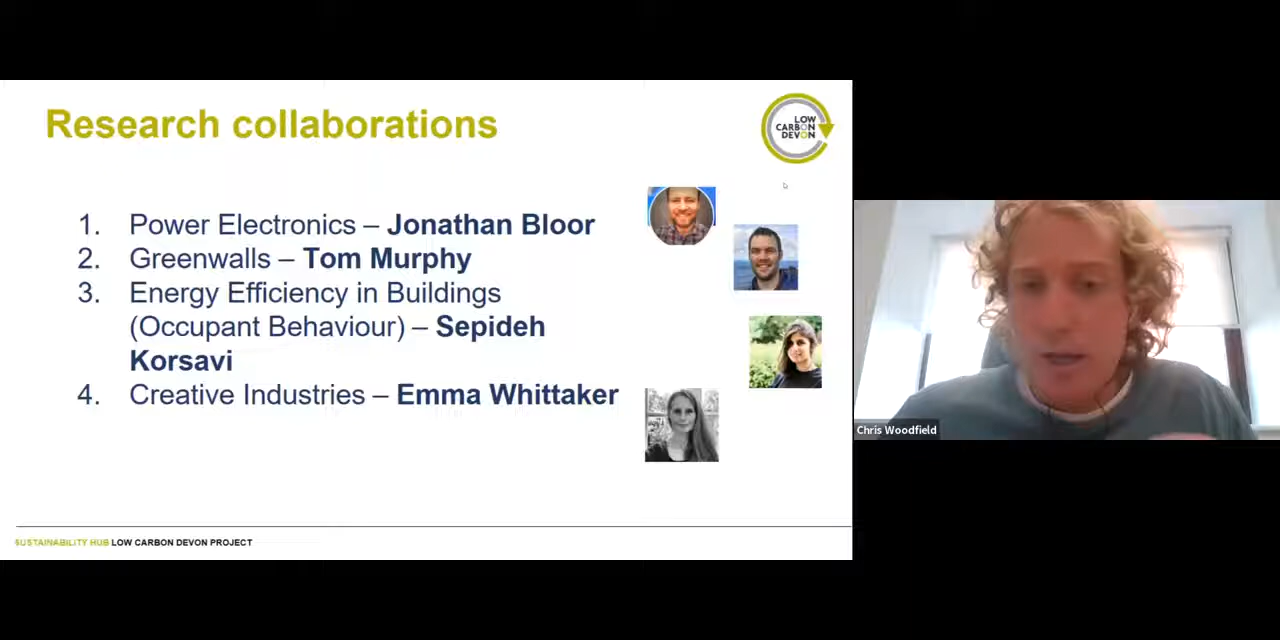 Research collaborations
LOW
CARBON
DEVON
1. Power Electronics – Jonathan Bloor
2. Greenwalls – Tom Murphy
3. Energy Efficiency in Buildings
(Occupant Behaviour) – Sepideh
Korsavi
4. Creative Industries – Emma Whittaker
Chris Woodfield
SUSTAINABILITY HUB LOW CARBON DEVON PROJECT